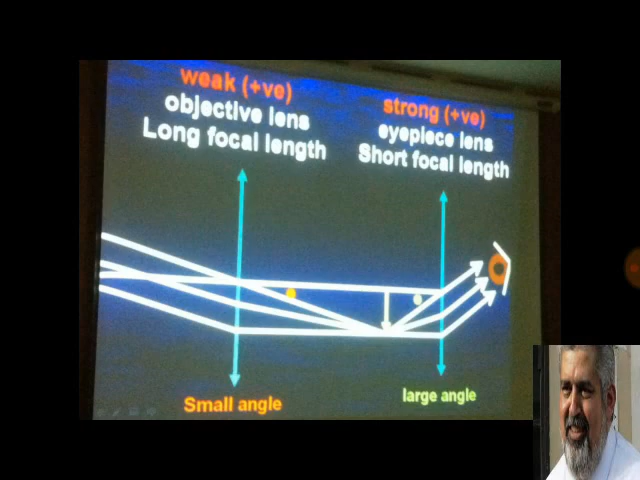 weak (+ve)
objective lens
Long focal length
strong (+ve)
eyepiece lens
Short focal length
Small angle
large angle